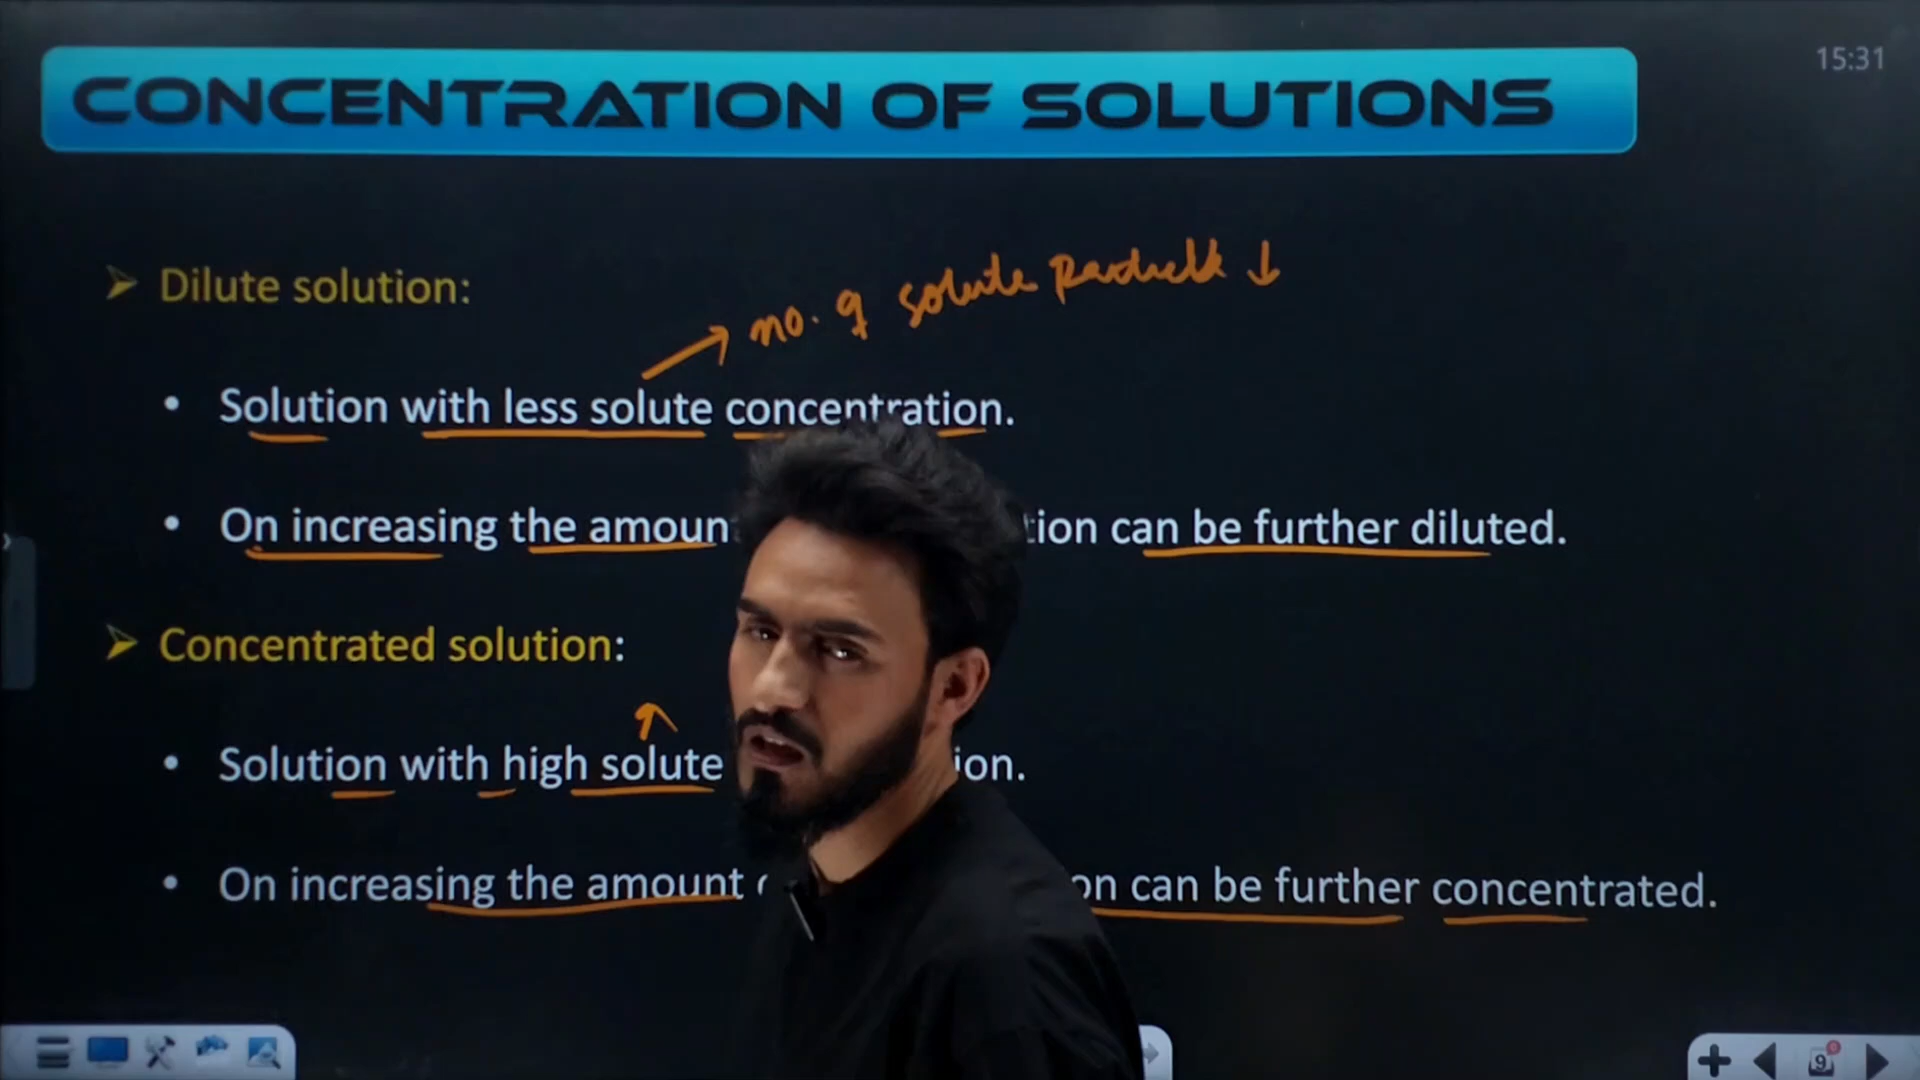 15:31
CONCENTRATION OF SOLUTIONS
Dilute solution:
→ no. of solute particle ↓
• Solution with less solute concentration.
• On increasing the amoun tion can be further diluted.
Concentrated solution:
↑
• Solution with high solute ion.
• On increasing the amount on can be further concentrated.
9